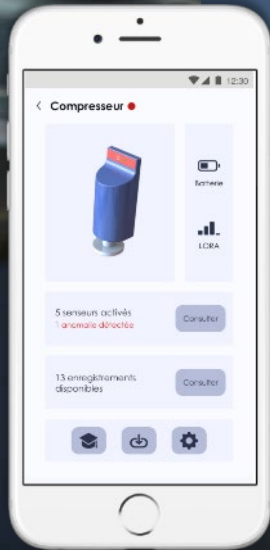 12:30
Compresseur
Batterie
LORA
5 senseurs activés
1 anomalie détectée
Consulter
13 enregistrements
disponibles
Consulter